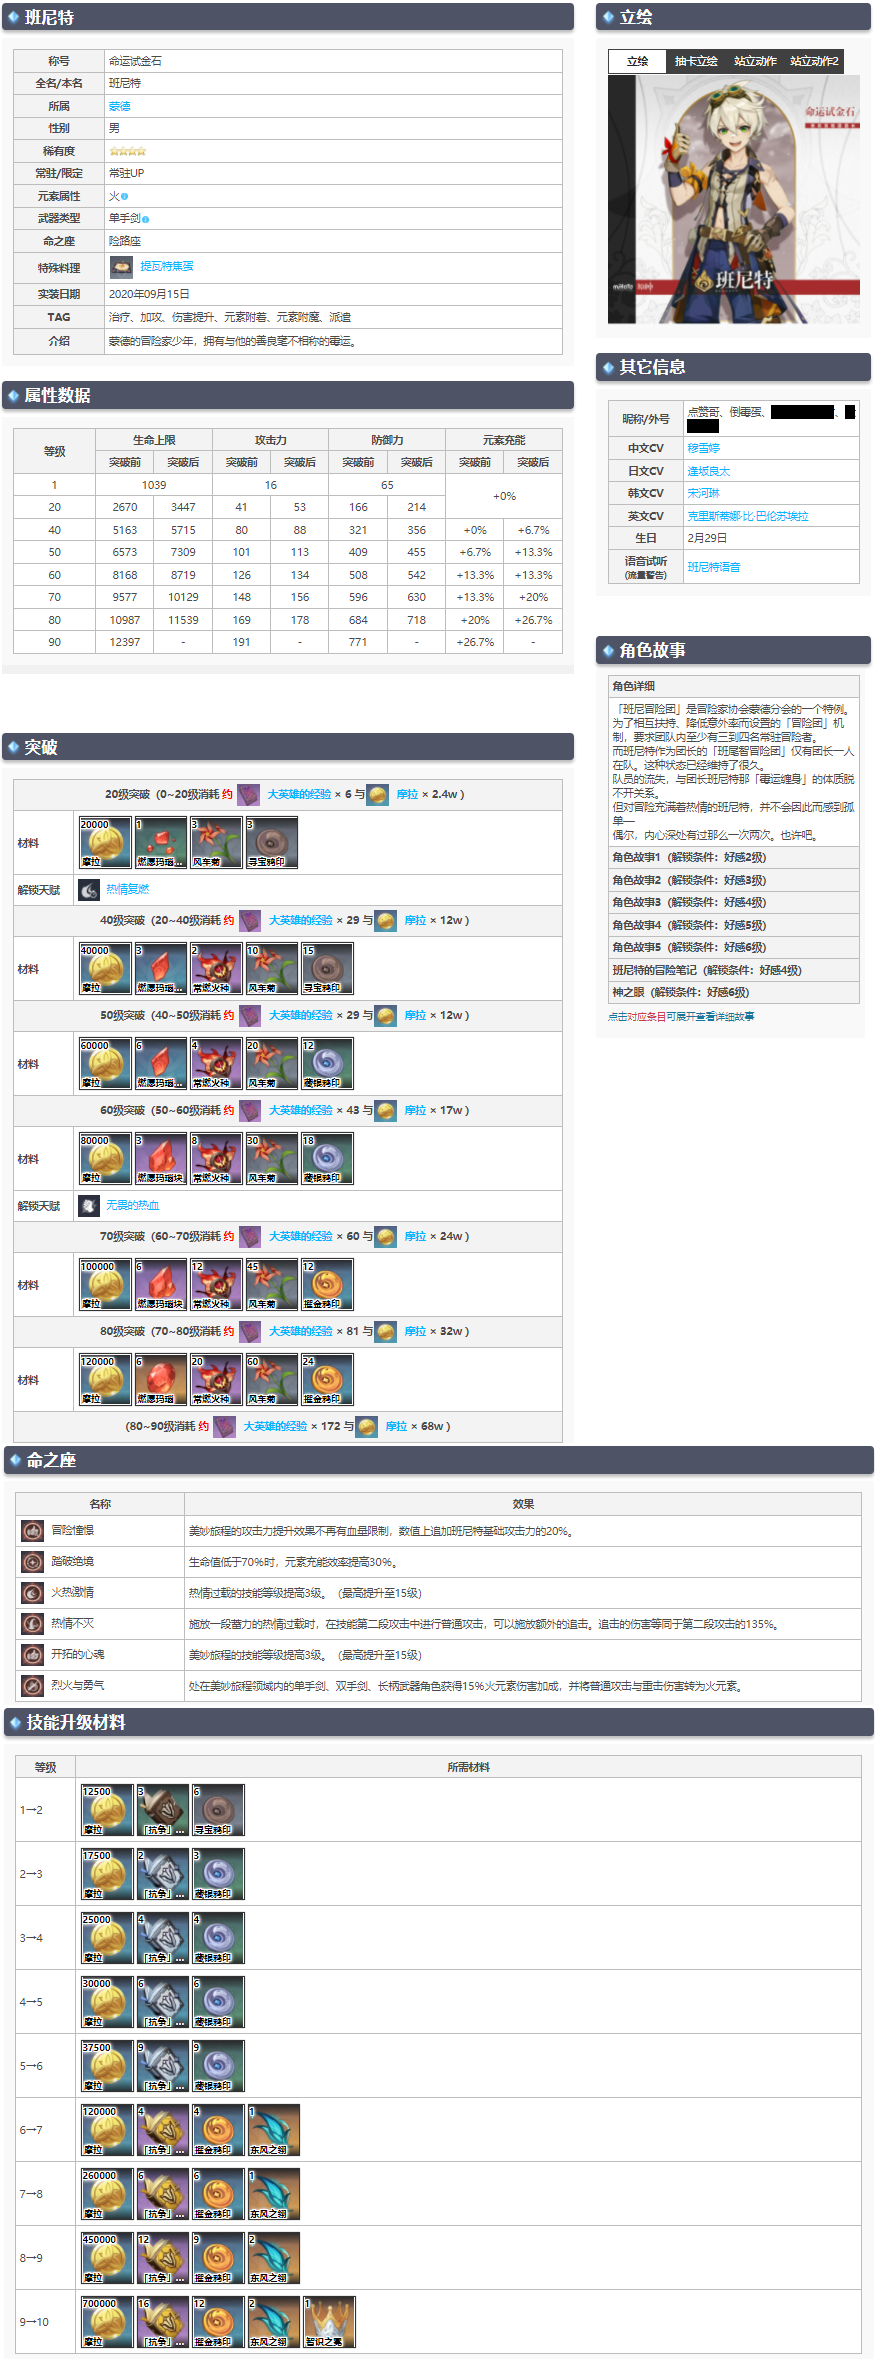 班尼特
称号 命运试金石
全名/本名 班尼特
所属 蒙德
性别 男
稀有度
常驻/限定 常驻UP
元素属性 火
武器类型 单手剑
命之座 险路座
特殊料理 提瓦特焦蛋
实装日期 2020年09月15日
TAG 治疗、加攻、伤害提升、元素附着、元素附魔、派遣
介绍 蒙德的冒险家少年，拥有与他的善良毫不相称的霉运。
立绘
立绘 抽卡立绘 站立动作 站立动作2
命运试金石
班尼特
属性数据
等级 生命上限 攻击力 防御力 元素充能
突破前 突破后 突破前 突破后 突破前 突破后 突破前 突破后
1 1039 16 65 +0%
20 2670 3447 41 53 166 214
40 5163 5715 80 88 321 356 +0% +6.7%
50 6573 7309 101 113 409 455 +6.7% +13.3%
60 8168 8719 126 134 508 542 +13.3% +13.3%
70 9577 10129 148 156 596 630 +13.3% +20%
80 10987 11539 169 178 684 718 +20% +26.7%
90 12397 - 191 - 771 - +26.7% -
其它信息
昵称/外号 点赞哥、倒霉蛋、 、
中文CV 穆雪婷
日文CV 逢坂良太
韩文CV 宋河琳
英文CV 克里斯蒂娜·比·巴伦苏埃拉
生日 2月29日
语音试听 班尼特语音
(流量警告)
角色故事
角色详细
「班尼冒险团」是冒险家协会蒙德分会的一个特例。
为了相互扶持、降低意外率而设置的「冒险团」机
制，要求团队内至少有三到四名常驻冒险者。
而班尼特作为团长的「班尼冒险团」仅有团长一人
在队。这种状态已经维持了很久。
队员的流失，与团长班尼特那「霉运缠身」的体质脱
不开关系。
但对冒险充满着热情的班尼特，并不会因此而感到孤
单—
偶尔，内心深处有过那么一次两次。也许吧。
角色故事1（解锁条件：好感2级）
角色故事2（解锁条件：好感3级）
角色故事3（解锁条件：好感4级）
角色故事4（解锁条件：好感5级）
角色故事5（解锁条件：好感6级）
班尼特的冒险笔记（解锁条件：好感4级）
神之眼（解锁条件：好感6级）
点击对应条目可展开查看详细故事
突破
20级突破（0~20级消耗 约 大英雄的经验 × 6 与 摩拉 × 2.4w ）
材料 20000 摩拉 1 燃愿玛瑙... 3 风车菊 3 寻宝鸦印
解锁天赋 热情复燃
40级突破（20~40级消耗 约 大英雄的经验 × 29 与 摩拉 × 12w ）
材料 40000 摩拉 3 燃愿玛瑙... 2 常燃火种 10 风车菊 15 寻宝鸦印
50级突破（40~50级消耗 约 大英雄的经验 × 29 与 摩拉 × 12w ）
材料 60000 摩拉 6 燃愿玛瑙... 4 常燃火种 20 风车菊 12 藏银鸦印
60级突破（50~60级消耗 约 大英雄的经验 × 43 与 摩拉 × 17w ）
材料 80000 摩拉 3 燃愿玛瑙块 8 常燃火种 30 风车菊 18 藏银鸦印
解锁天赋 无畏的热血
70级突破（60~70级消耗 约 大英雄的经验 × 60 与 摩拉 × 24w ）
材料 100000 摩拉 6 燃愿玛瑙块 12 常燃火种 45 风车菊 12 攫金鸦印
80级突破（70~80级消耗 约 大英雄的经验 × 81 与 摩拉 × 32w ）
材料 120000 摩拉 6 燃愿玛瑙 20 常燃火种 60 风车菊 24 攫金鸦印
（80~90级消耗 约 大英雄的经验 × 172 与 摩拉 × 68w ）
命之座
名称 效果
冒险憧憬 美妙旅程的攻击力提升效果不再有血量限制，数值上追加班尼特基础攻击力的20%。
踏破绝境 生命值低于70%时，元素充能效率提高30%。
火热激情 热情过载的技能等级提高3级。（最高提升至15级）
热情不灭 施放一段蓄力的热情过载时，在技能第二段攻击中进行普通攻击，可以施放额外的追击。追击的伤害等同于第二段攻击的135%。
开拓的心魂 美妙旅程的技能等级提高3级。（最高提升至15级）
烈火与勇气 处在美妙旅程领域内的单手剑、双手剑、长柄武器角色获得15%火元素伤害加成，并将普通攻击与重击伤害转为火元素。
技能升级材料
等级 所需材料
1→2 12500 摩拉 3 「抗争」... 6 寻宝鸦印
2→3 17500 摩拉 2 「抗争」... 3 藏银鸦印
3→4 25000 摩拉 4 「抗争」... 4 藏银鸦印
4→5 30000 摩拉 6 「抗争」... 6 藏银鸦印
5→6 37500 摩拉 9 「抗争」... 9 藏银鸦印
6→7 120000 摩拉 4 「抗争」... 4 攫金鸦印 1 东风之翎
7→8 260000 摩拉 6 「抗争」... 6 攫金鸦印 1 东风之翎
8→9 450000 摩拉 12 「抗争」... 9 攫金鸦印 2 东风之翎
9→10 700000 摩拉 16 「抗争」... 12 攫金鸦印 2 东风之翎 1 智识之冕